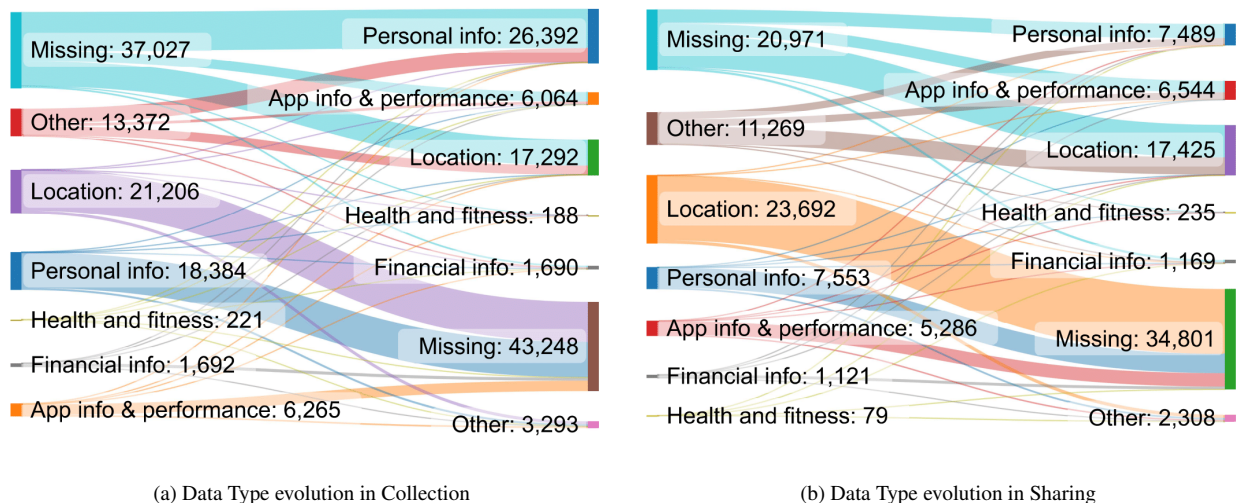 Missing: 37,027
Other: 13,372
Location: 21,206
Personal info: 18,384
Health and fitness: 221
Financial info: 1,692
App info & performance: 6,265
Personal info: 26,392
App info & performance: 6,064
Location: 17,292
Health and fitness: 188
Financial info: 1,690
Missing: 43,248
Other: 3,293
(a) Data Type evolution in Collection
Missing: 20,971
Other: 11,269
Location: 23,692
Personal info: 7,553
App info & performance: 5,286
Financial info: 1,121
Health and fitness: 79
Personal info: 7,489
App info & performance: 6,544
Location: 17,425
Health and fitness: 235
Financial info: 1,169
Missing: 34,801
Other: 2,308
(b) Data Type evolution in Sharing